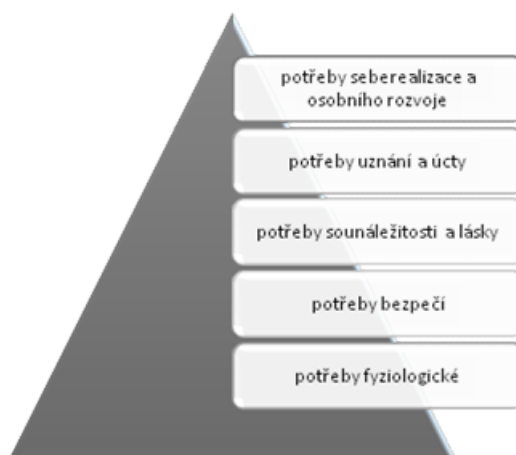 potřeby seberealizace a
osobního rozvoje
potřeby uznání a úcty
potřeby sounáležitosti a lásky
potřeby bezpečí
potřeby fyziologické